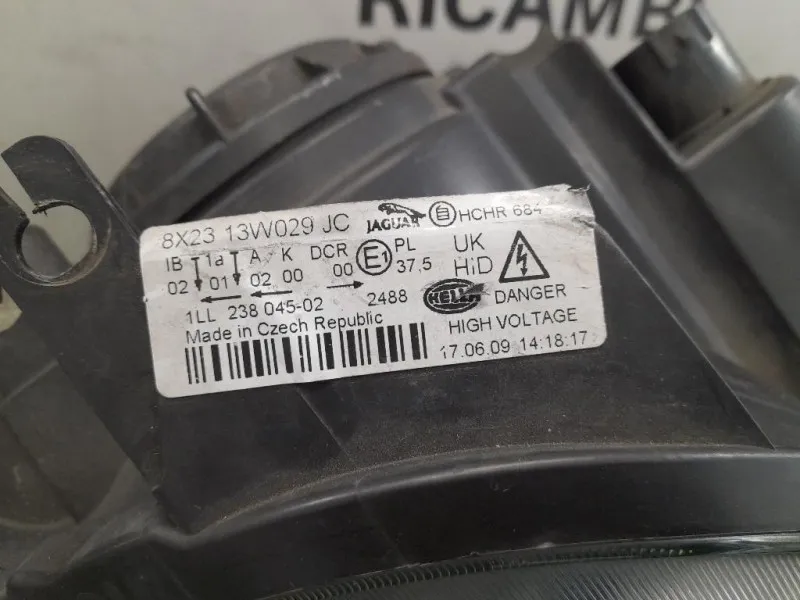 RICAMBI
8X23 13W029 JC JAGUAR HCHR 684
IB 1a A K DCR E1 PL UK
02 01 02 00 00 37,5 HiD
1LL 238 045-02 2488 HELLA DANGER
Made in Czech Republic HIGH VOLTAGE
17.06.09 14:18:17